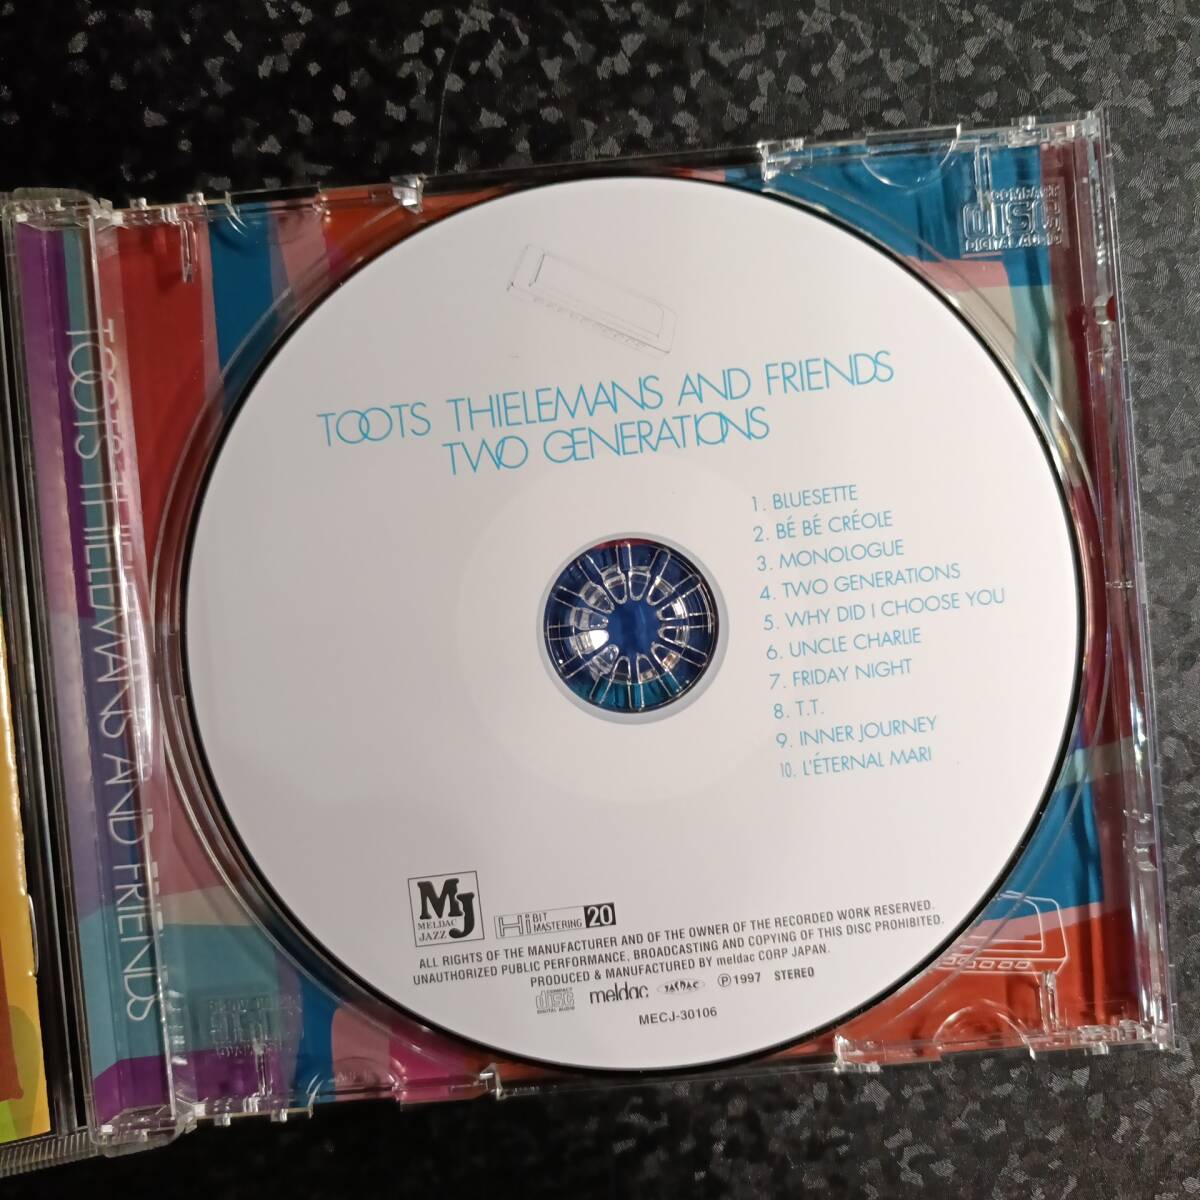 TOOTS THIELEMANS AND FRIENDS
COMPACT
disc
DIGITAL AUDIO
TOOTS THIELEMANS AND FRIENDS
TWO GENERATIONS
1. BLUESETTE
2. BÉ BÉ CRÉOLE
3. MONOLOGUE
4. TWO GENERATIONS
5. WHY DID I CHOOSE YOU
6. UNCLE CHARLIE
7. FRIDAY NIGHT
8. T.T.
9. INNER JOURNEY
10. L'ÉTERNAL MARI
MJ
MELDAC
JAZZ
Hi BIT MASTERING 20
ALL RIGHTS OF THE MANUFACTURER AND OF THE OWNER OF THE RECORDED WORK RESERVED.
UNAUTHORIZED PUBLIC PERFORMANCE, BROADCASTING AND COPYING OF THIS DISC PROHIBITED.
PRODUCED & MANUFACTURED BY meldac CORP JAPAN.
COMPACT
disc
DIGITAL AUDIO
meldac
℗1997 STEREO
MECJ-30106